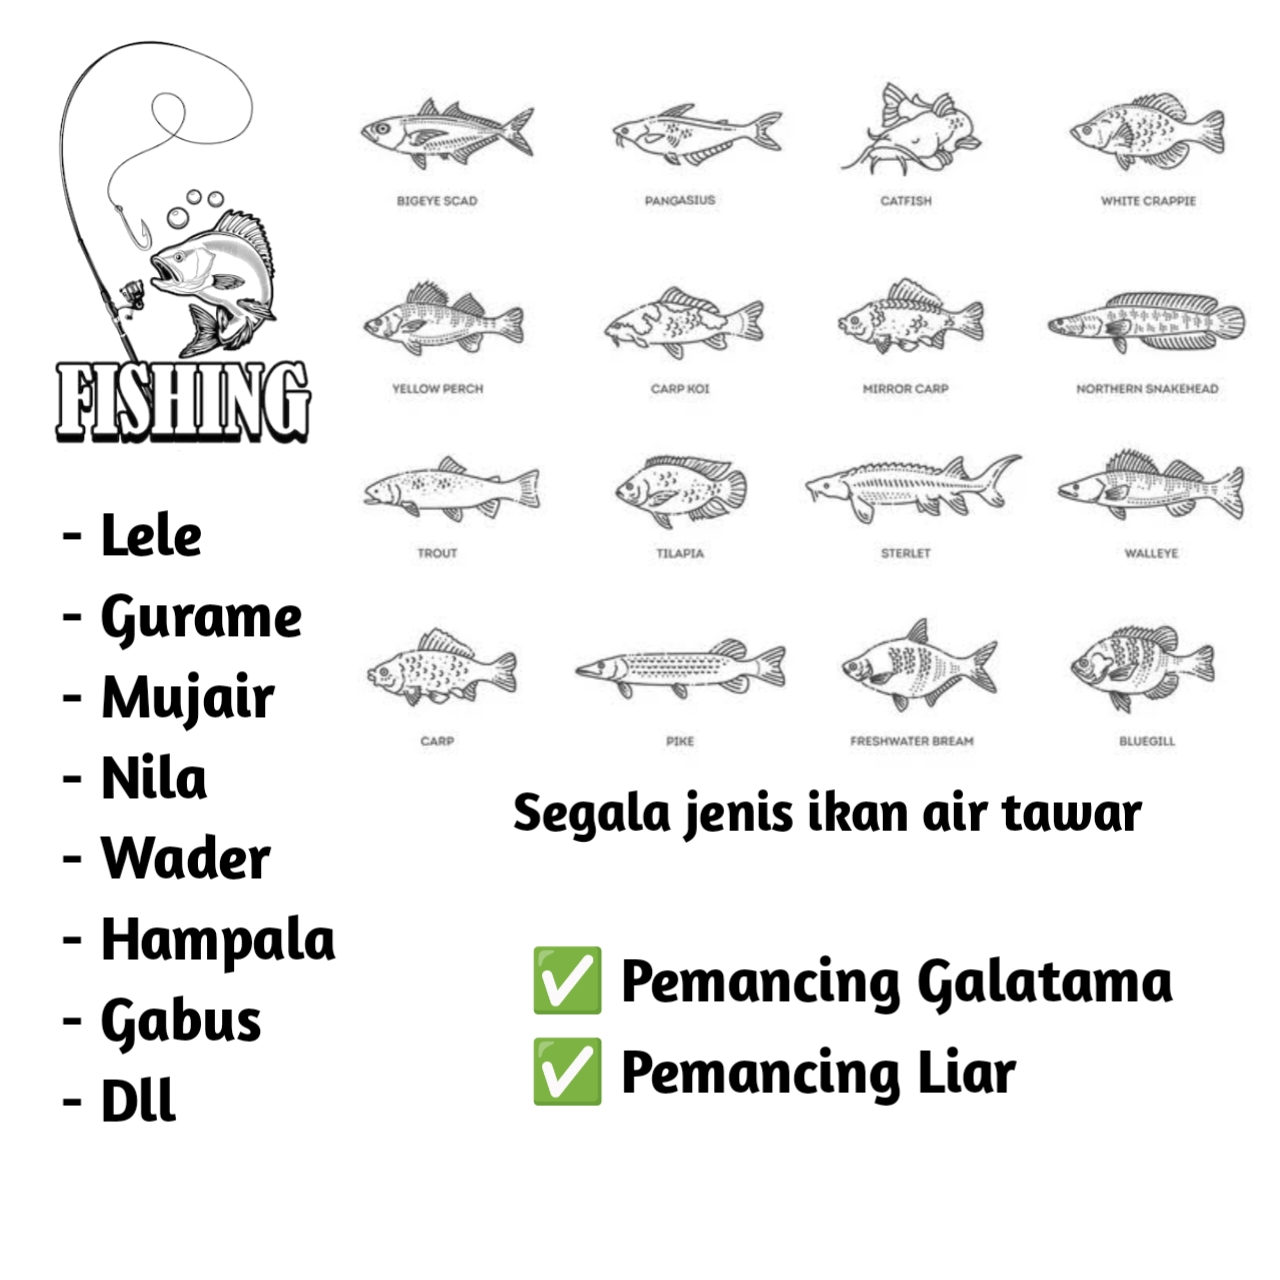 FISHING
BIGEYE SCAD
PANGASIUS
CATFISH
WHITE CRAPPIE
YELLOW PERCH
CARP KOI
MIRROR CARP
NORTHERN SNAKEHEAD
TROUT
TILAPIA
STERLET
WALLEYE
CARP
PIKE
FRESHWATER BREAM
BLUEGILL
- Lele
- Gurame
- Mujair
- Nila
- Wader
- Hampala
- Gabus
- Dll
Segala jenis ikan air tawar
✅ Pemancing Galatama
✅ Pemancing Liar